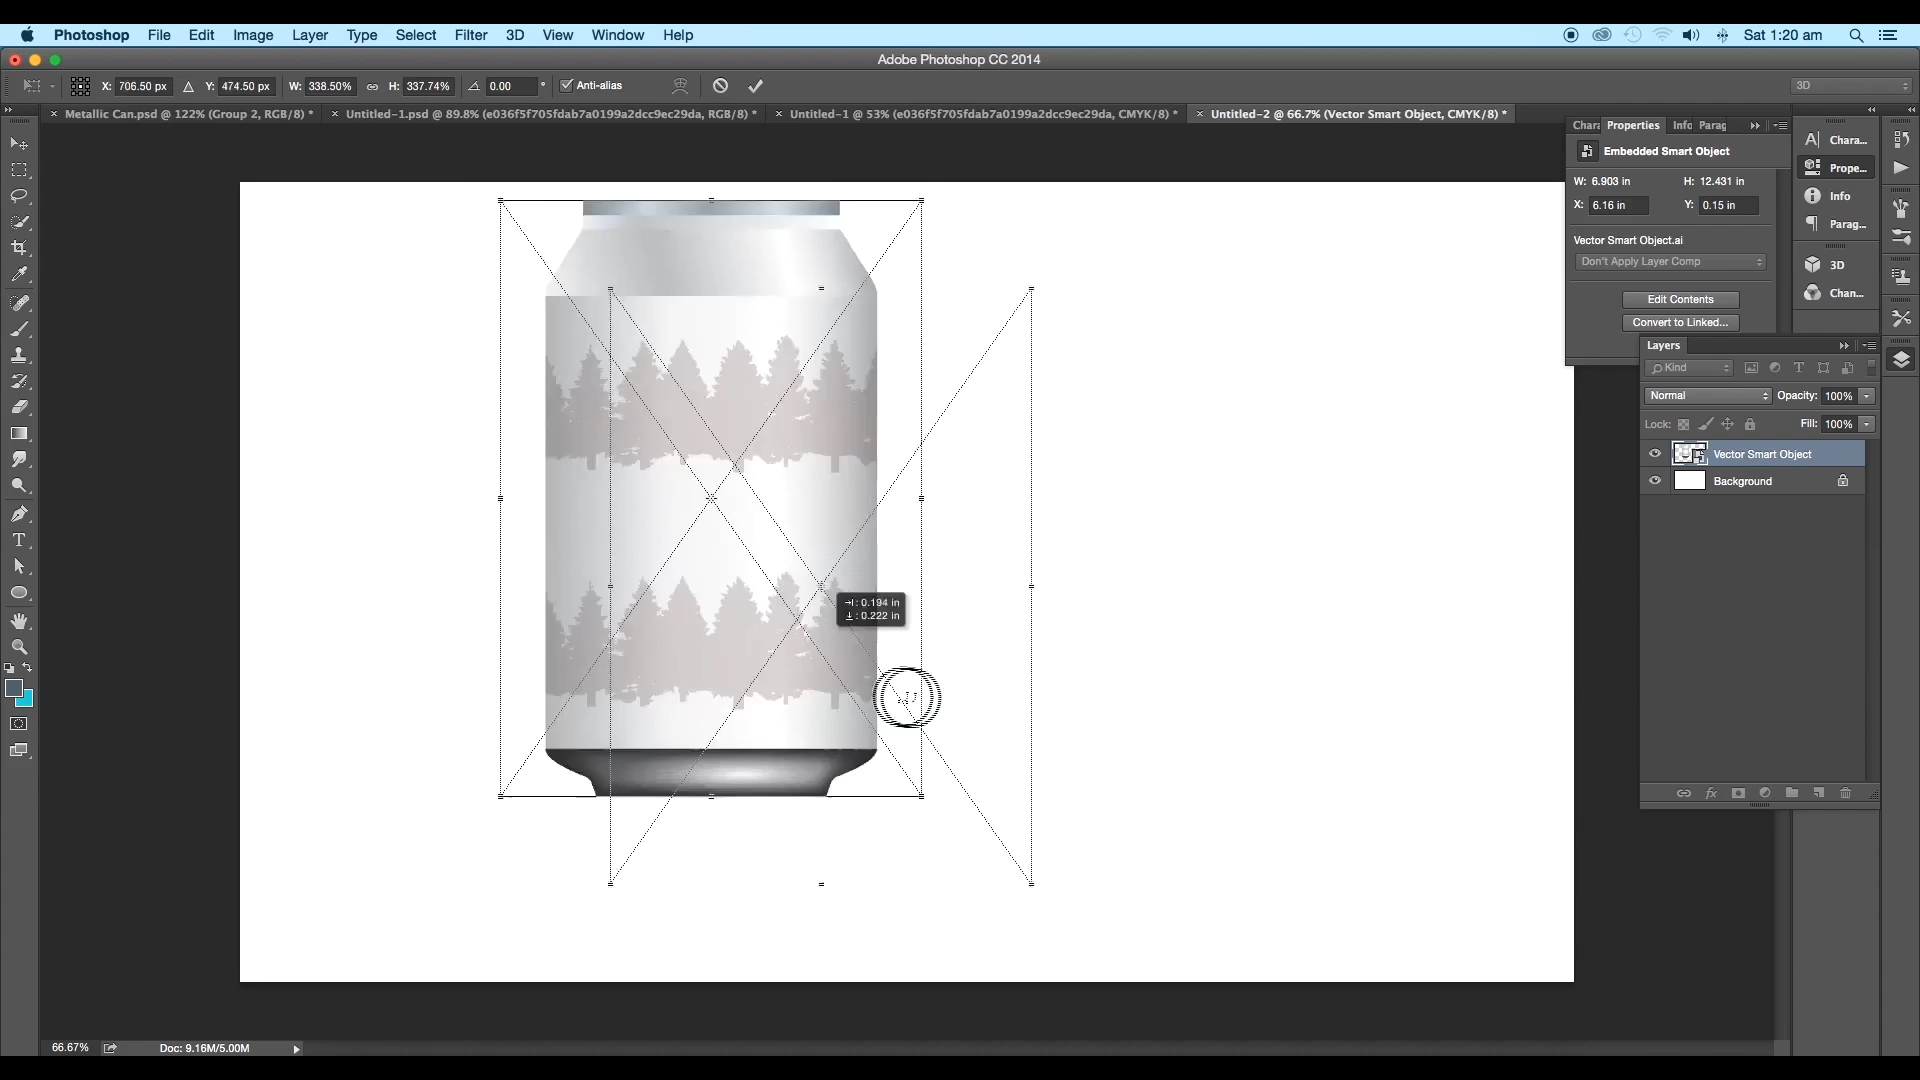 Photoshop File Edit Image Layer Type Select Filter 3D View Window Help Sat 1:20 am
Adobe Photoshop CC 2014
X: 706.50 px Y: 474.50 px W: 338.50% H: 337.74% 0.00 ° Anti-alias 3D
× Metallic Can.psd @ 122% (Group 2, RGB/8) * × Untitled-1.psd @ 89.8% (e036f5f705fdab7a0199a2dcc9ec29da, RGB/8) * × Untitled-1 @ 53% (e036f5f705fdab7a0199a2dcc9ec29da, CMYK/8) * × Untitled-2 @ 66.7% (Vector Smart Object, CMYK/8) *
Chara Properties Info Parag
Embedded Smart Object
W: 6.903 in H: 12.431 in
X: 6.16 in Y: 0.15 in
Vector Smart Object.ai
Don't Apply Layer Comp
Edit Contents
Convert to Linked...
Chara...
Prope...
Info
Parag...
3D
Chan...
Layers
Kind
Normal Opacity: 100%
Lock: Fill: 100%
Vector Smart Object
Background
fx
: 0.194 in
: 0.222 in
66.67% Doc: 9.16M/5.00M